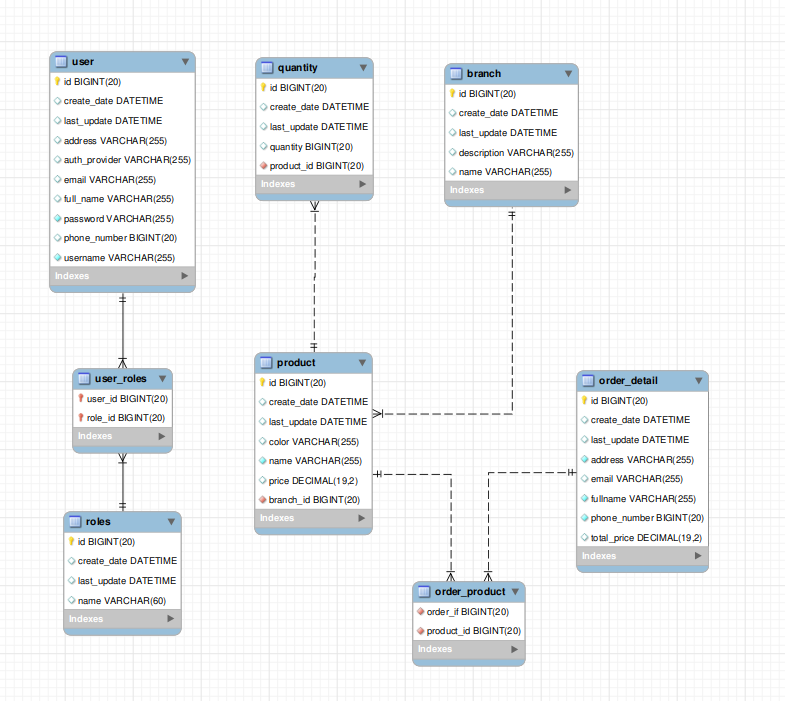 user
id BIGINT(20)
create_date DATETIME
last_update DATETIME
address VARCHAR(255)
auth_provider VARCHAR(255)
email VARCHAR(255)
full_name VARCHAR(255)
password VARCHAR(255)
phone_number BIGINT(20)
username VARCHAR(255)
Indexes
quantity
id BIGINT(20)
create_date DATETIME
last_update DATETIME
quantity BIGINT(20)
product_id BIGINT(20)
Indexes
branch
id BIGINT(20)
create_date DATETIME
last_update DATETIME
description VARCHAR(255)
name VARCHAR(255)
Indexes
user_roles
user_id BIGINT(20)
role_id BIGINT(20)
Indexes
product
id BIGINT(20)
create_date DATETIME
last_update DATETIME
color VARCHAR(255)
name VARCHAR(255)
price DECIMAL(19,2)
branch_id BIGINT(20)
Indexes
order_detail
id BIGINT(20)
create_date DATETIME
last_update DATETIME
address VARCHAR(255)
email VARCHAR(255)
fullname VARCHAR(255)
phone_number BIGINT(20)
total_price DECIMAL(19,2)
Indexes
roles
id BIGINT(20)
create_date DATETIME
last_update DATETIME
name VARCHAR(60)
Indexes
order_product
order_if BIGINT(20)
product_id BIGINT(20)
Indexes